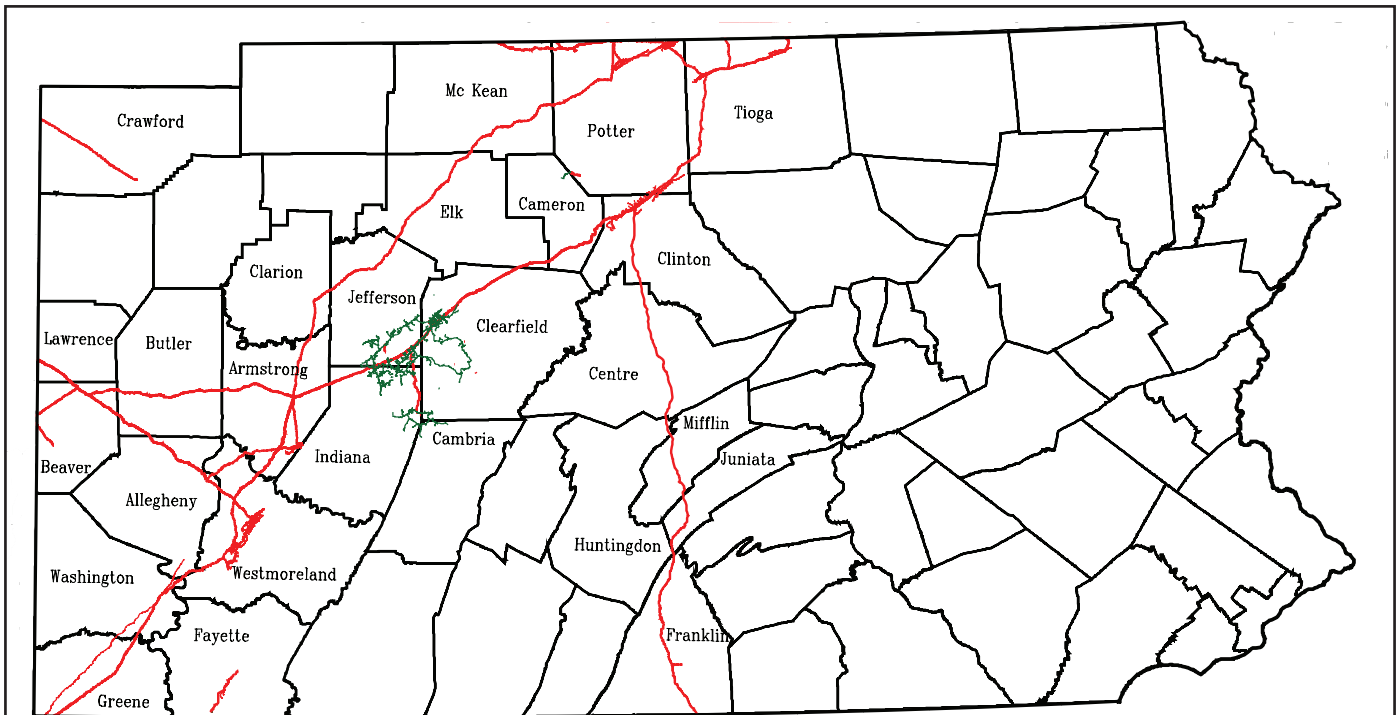 Mc Kean
Crawford
Tioga
Potter
Cameron
Elk
Clinton
Clarion
Jefferson
Clearfield
Lawrence
Butler
Armstrong
Centre
Mifflin
Cambria
Indiana
Juniata
Beaver
Allegheny
Huntingdon
Washington
Westmoreland
Fayette
Franklin
Greene